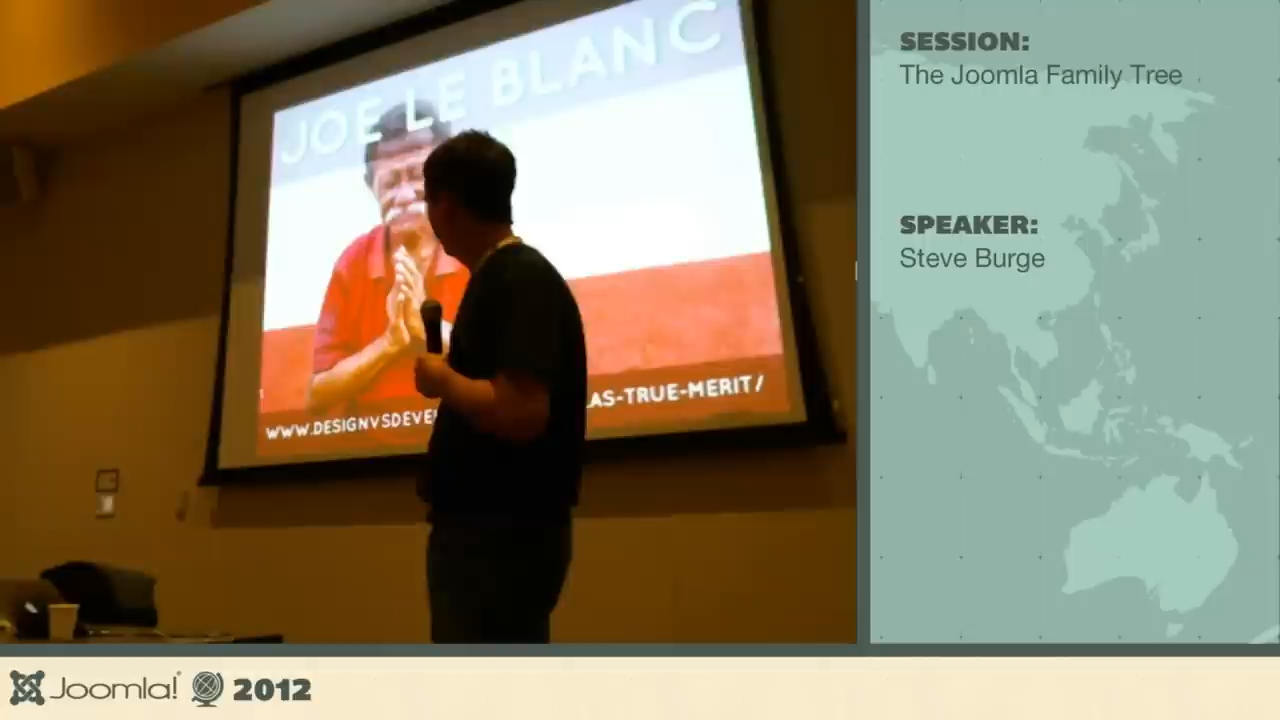 JOE LE BLANC
WWW.DESIGNVSDEVE
AS-TRUE-MERIT/
SESSION:
The Joomla Family Tree
SPEAKER:
Steve Burge
Joomla! 2012